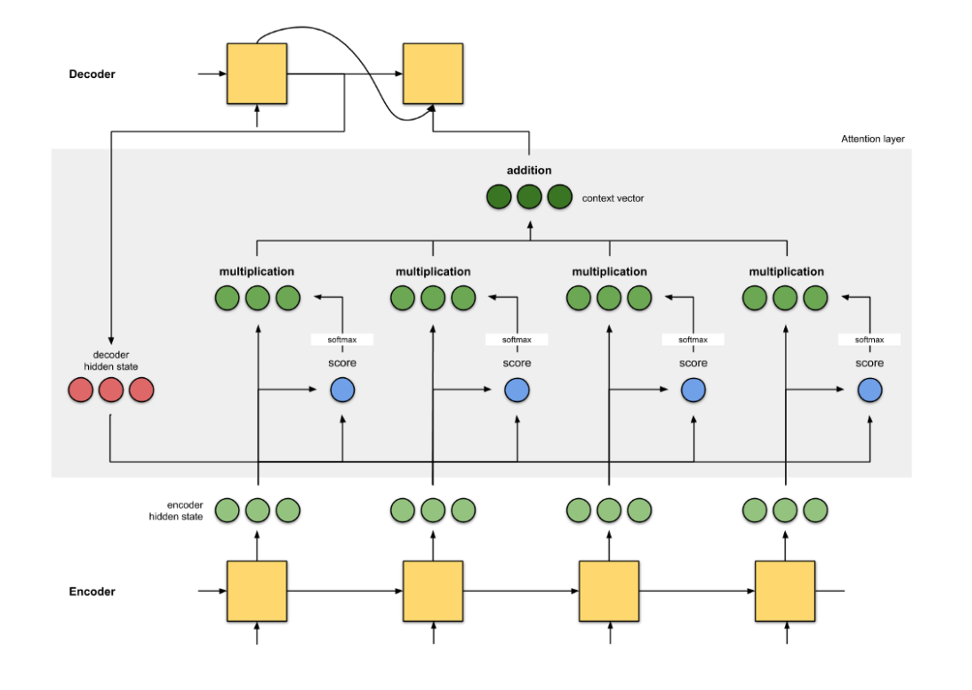 Decoder
Attention layer
addition
context vector
multiplication
multiplication
multiplication
multiplication
softmax
softmax
softmax
softmax
decoder
hidden state
score
score
score
score
encoder
hidden state
Encoder